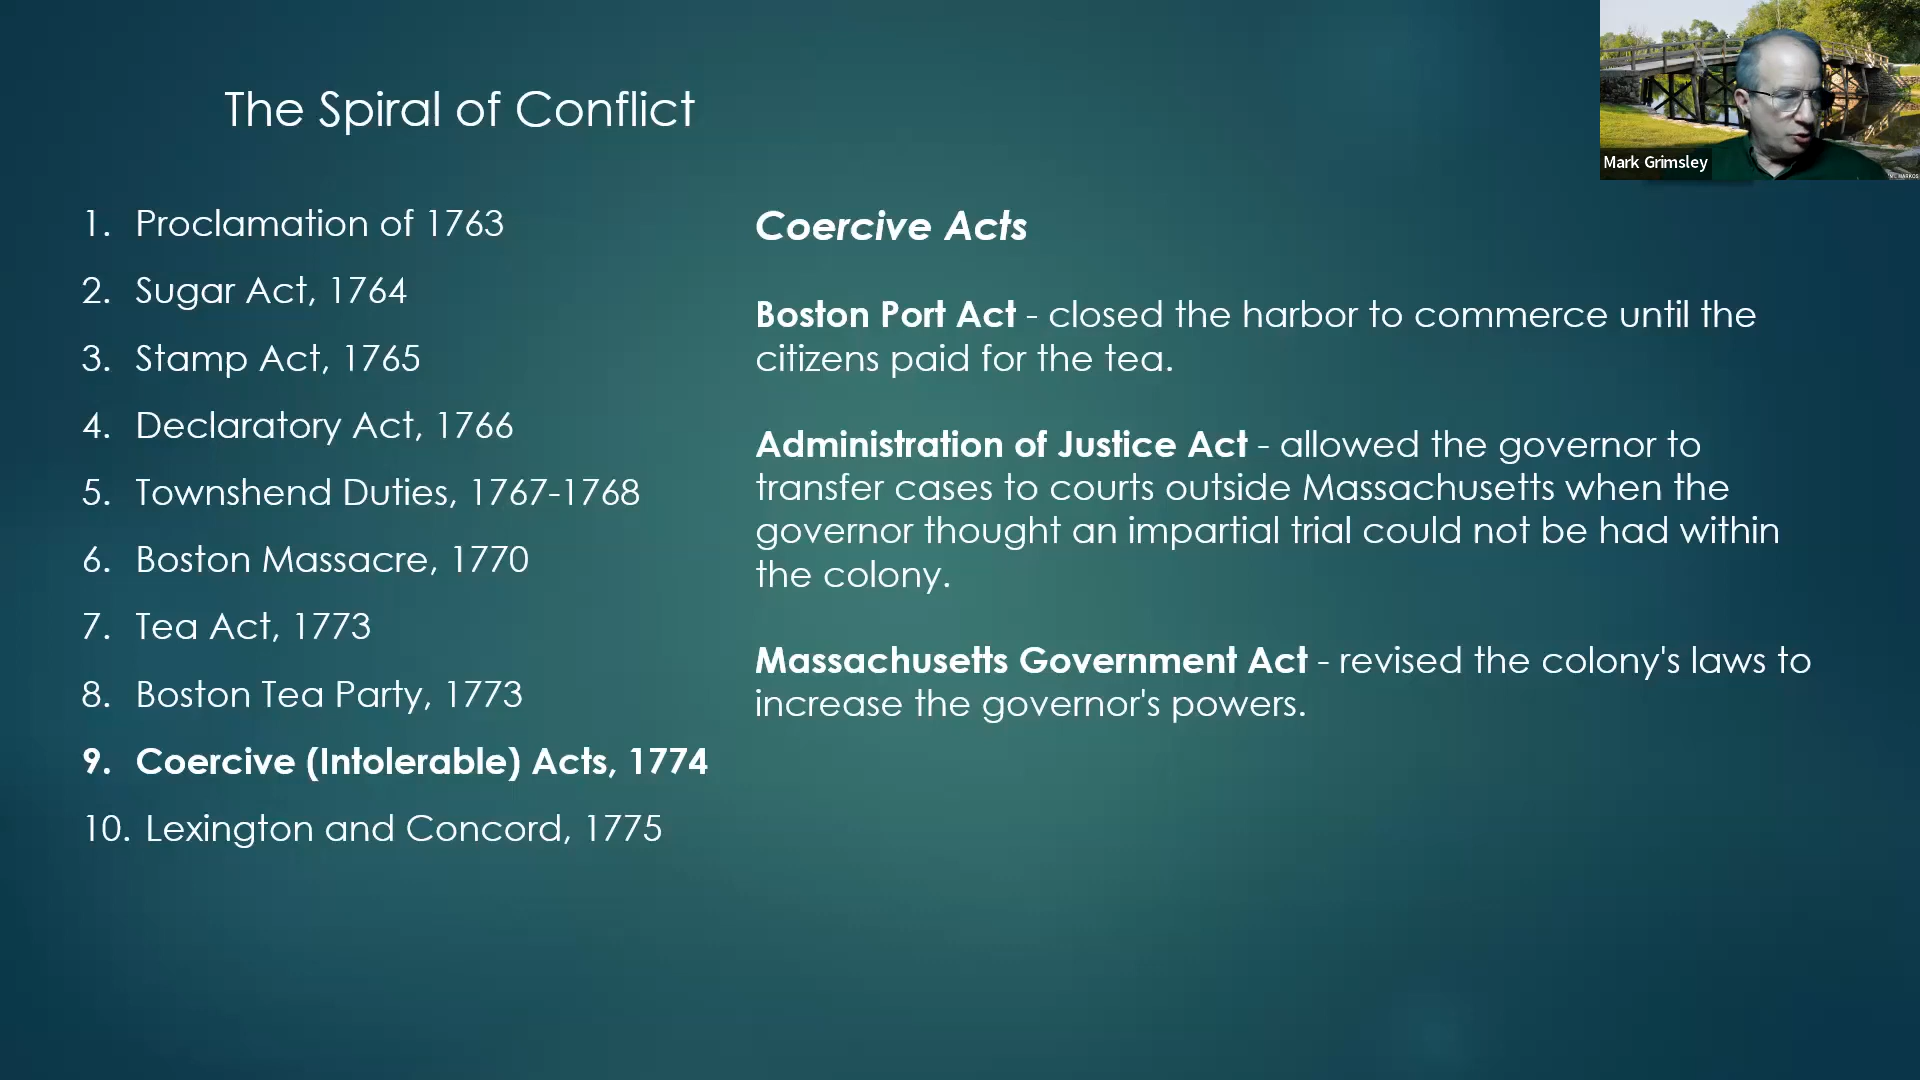 The Spiral of Conflict
Mark Grimsley
1. Proclamation of 1763
2. Sugar Act, 1764
3. Stamp Act, 1765
4. Declaratory Act, 1766
5. Townshend Duties, 1767-1768
6. Boston Massacre, 1770
7. Tea Act, 1773
8. Boston Tea Party, 1773
9. Coercive (Intolerable) Acts, 1774
10. Lexington and Concord, 1775
Coercive Acts
Boston Port Act - closed the harbor to commerce until the
citizens paid for the tea.
Administration of Justice Act - allowed the governor to
transfer cases to courts outside Massachusetts when the
governor thought an impartial trial could not be had within
the colony.
Massachusetts Government Act - revised the colony's laws to
increase the governor's powers.